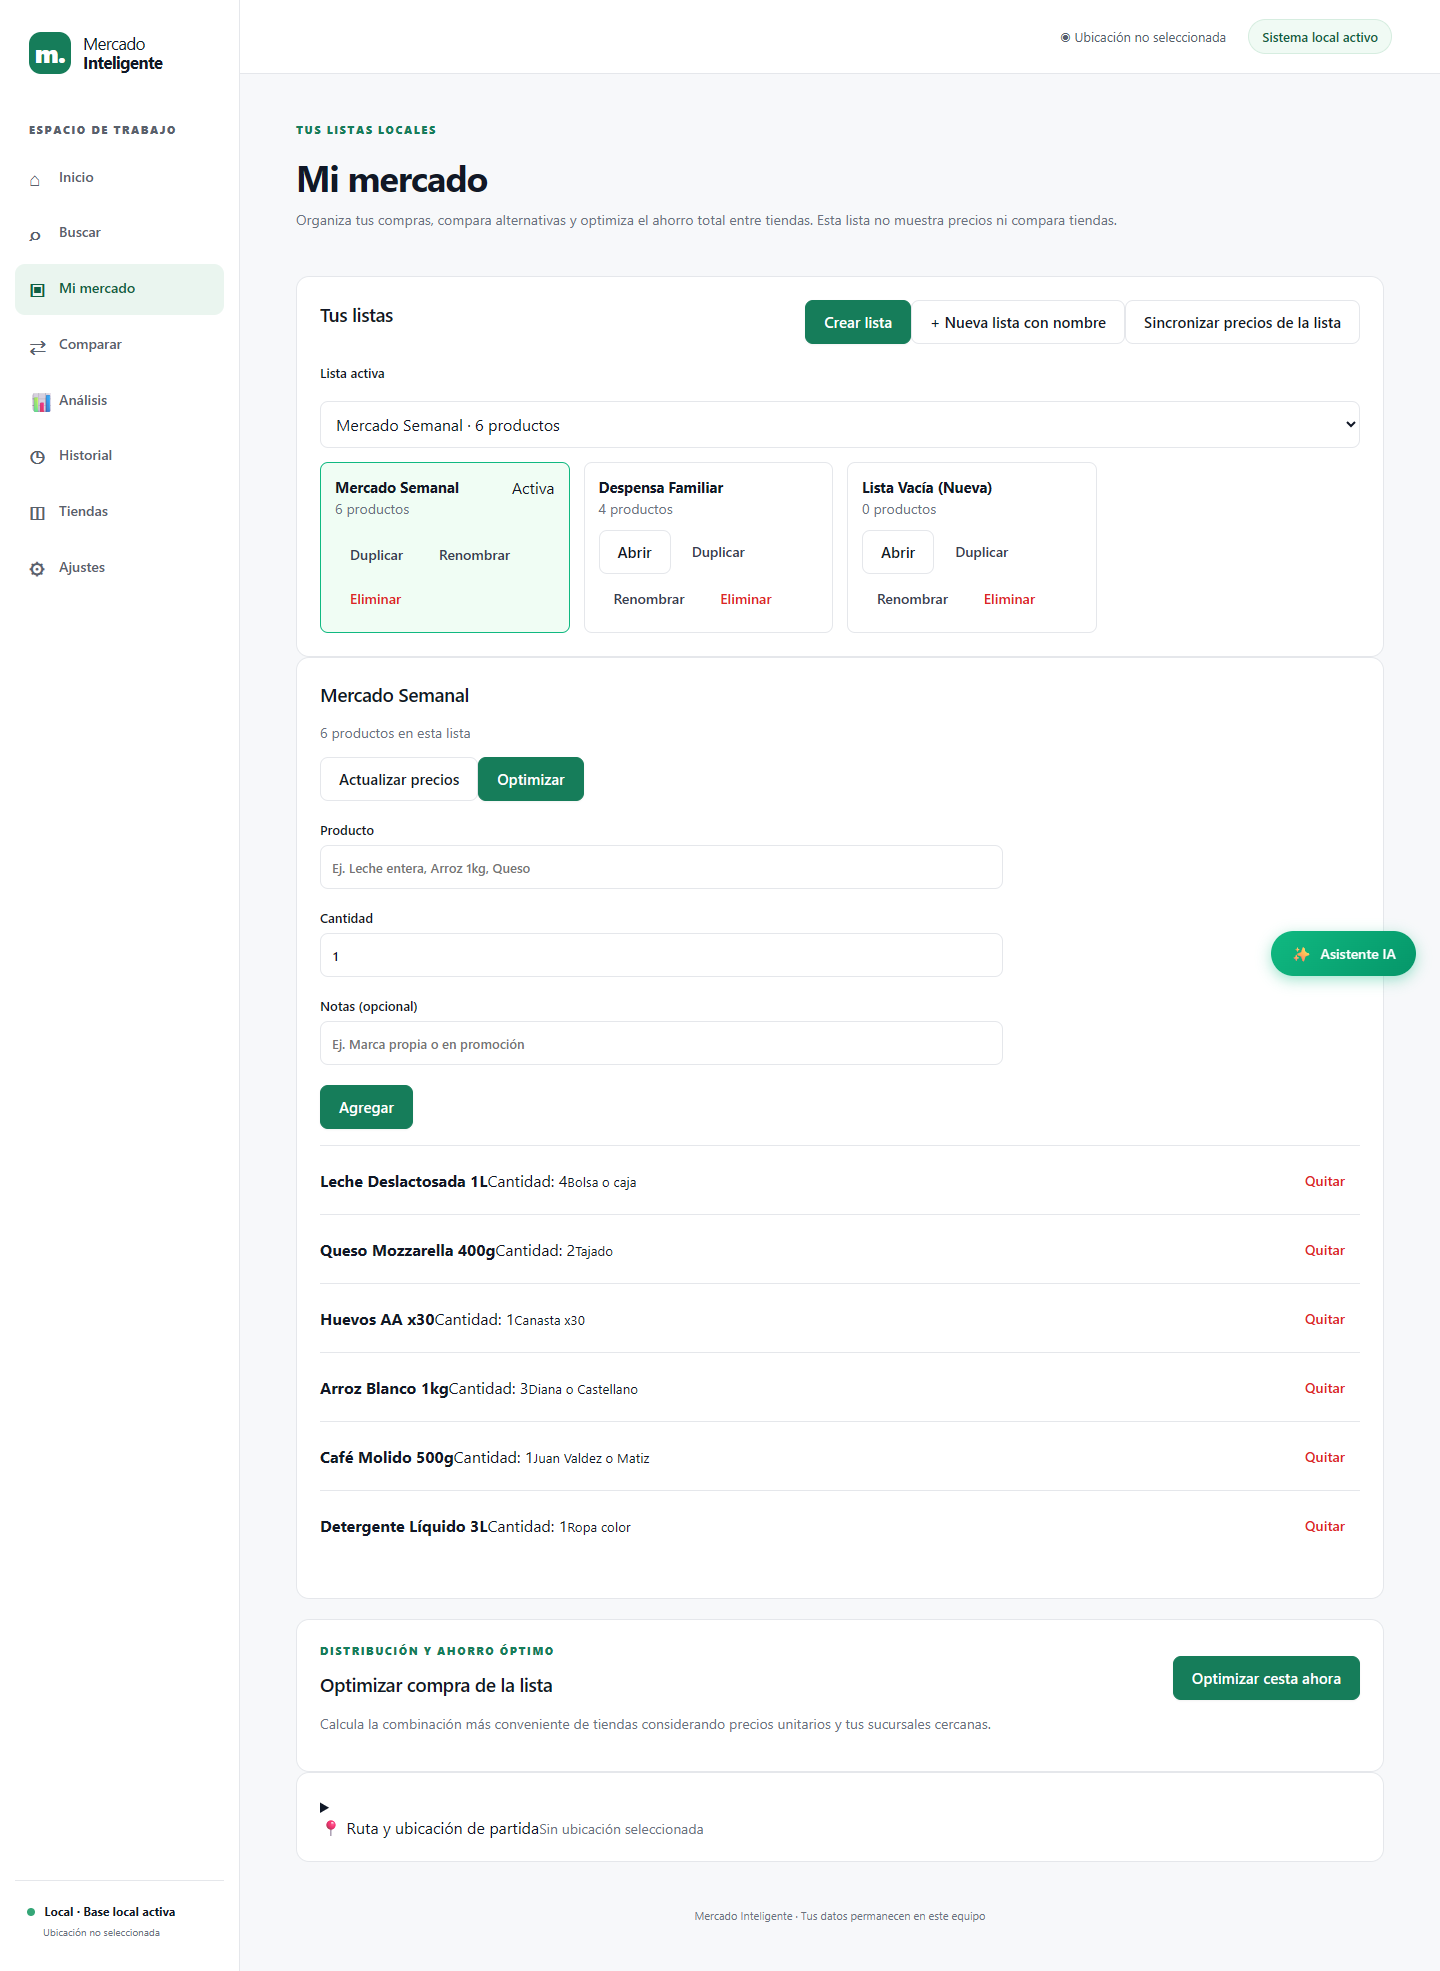 m.
Mercado
Inteligente
ESPACIO DE TRABAJO
Inicio
Buscar
Mi mercado
Comparar
Análisis
Historial
Tiendas
Ajustes
Local · Base local activa
Ubicación no seleccionada
Ubicación no seleccionada
Sistema local activo
TUS LISTAS LOCALES
Mi mercado
Organiza tus compras, compara alternativas y optimiza el ahorro total entre tiendas. Esta lista no muestra precios ni compara tiendas.
Tus listas
Crear lista
+ Nueva lista con nombre
Sincronizar precios de la lista
Lista activa
Mercado Semanal · 6 productos
Mercado Semanal Activa
6 productos
Duplicar Renombrar
Eliminar
Despensa Familiar
4 productos
Abrir Duplicar
Renombrar Eliminar
Lista Vacía (Nueva)
0 productos
Abrir Duplicar
Renombrar Eliminar
Mercado Semanal
6 productos en esta lista
Actualizar precios Optimizar
Producto
Ej. Leche entera, Arroz 1kg, Queso
Cantidad
1
Notas (opcional)
Ej. Marca propia o en promoción
Agregar
✨ Asistente IA
Leche Deslactosada 1LCantidad: 4Bolsa o caja Quitar
Queso Mozzarella 400gCantidad: 2Tajado Quitar
Huevos AA x30Cantidad: 1Canasta x30 Quitar
Arroz Blanco 1kgCantidad: 3Diana o Castellano Quitar
Café Molido 500gCantidad: 1Juan Valdez o Matiz Quitar
Detergente Líquido 3LCantidad: 1Ropa color Quitar
DISTRIBUCIÓN Y AHORRO ÓPTIMO
Optimizar compra de la lista
Calcula la combinación más conveniente de tiendas considerando precios unitarios y tus sucursales cercanas.
Optimizar cesta ahora
📍 Ruta y ubicación de partidaSin ubicación seleccionada
Mercado Inteligente · Tus datos permanecen en este equipo